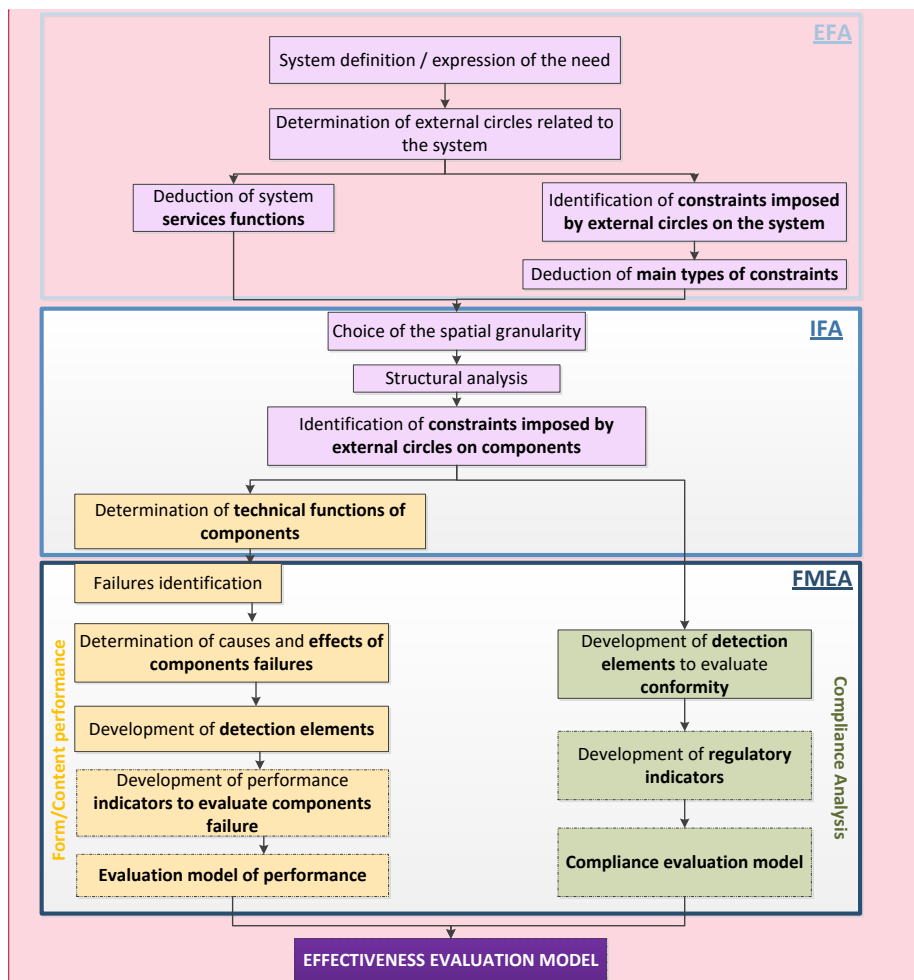 EFA
System definition / expression of the need
Determination of external circles related to
the system
Deduction of system
services functions
Identification of constraints imposed
by external circles on the system
Deduction of main types of constraints
IFA
Choice of the spatial granularity
Structural analysis
Identification of constraints imposed by
external circles on components
Determination of technical functions of
components
FMEA
Failures identification
Determination of causes and effects of
components failures
Development of detection elements
Development of performance
indicators to evaluate components
failure
Evaluation model of performance
Form/Content performance
Development of detection
elements to evaluate
conformity
Development of regulatory
indicators
Compliance evaluation model
Compliance Analysis
EFFECTIVENESS EVALUATION MODEL